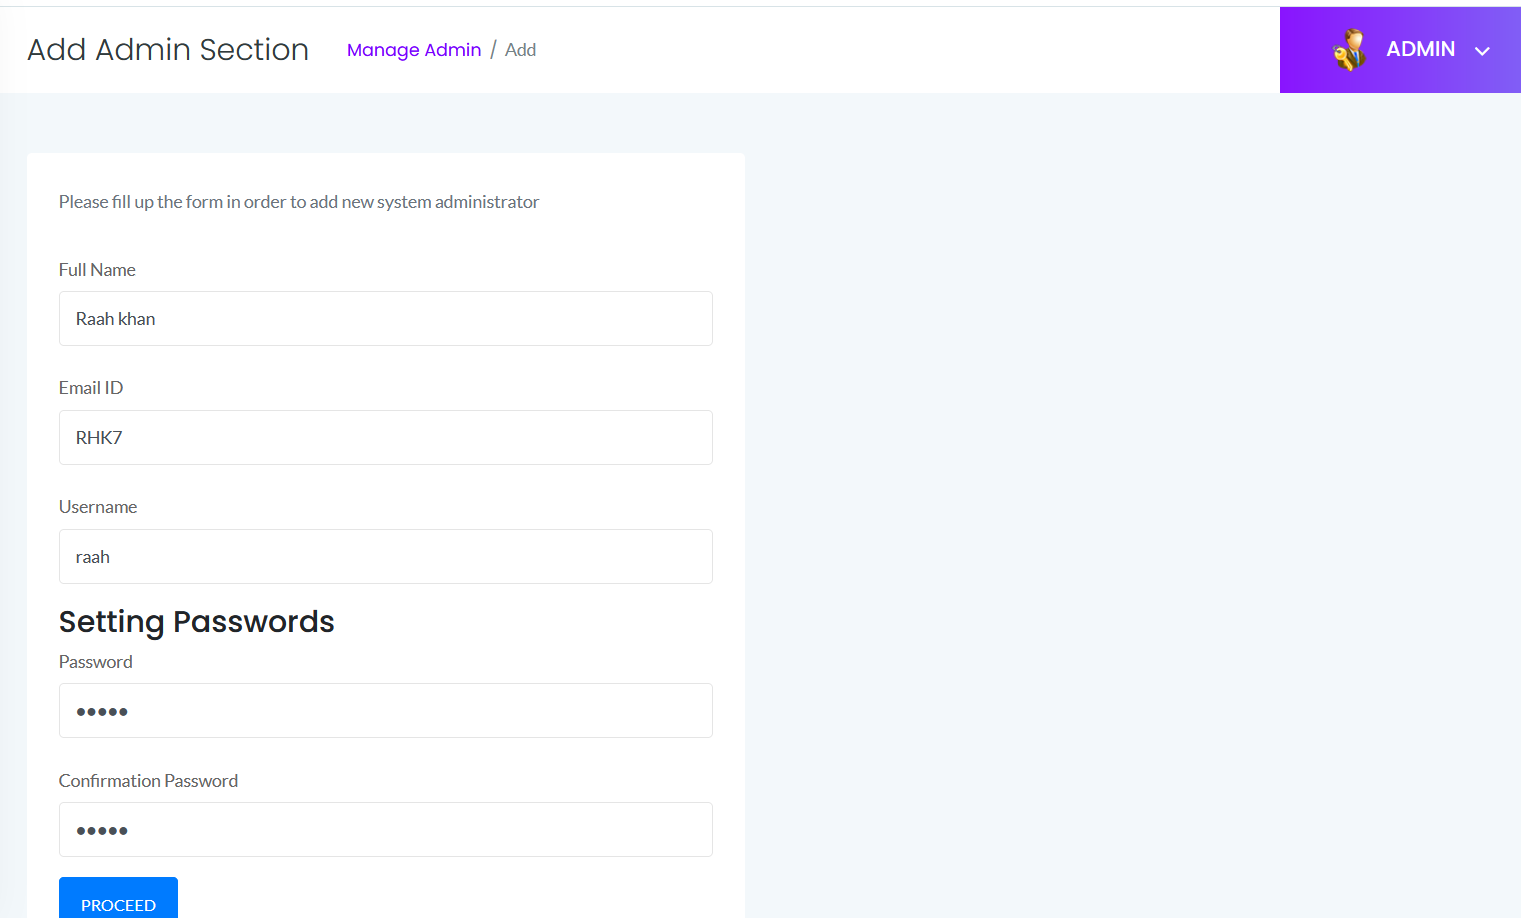 Add Admin Section
Manage Admin / Add
ADMIN
Please fill up the form in order to add new system administrator
Full Name
Raah khan
Email ID
RHK7
Username
raah
Setting Passwords
Password
•••••
Confirmation Password
•••••
PROCEED